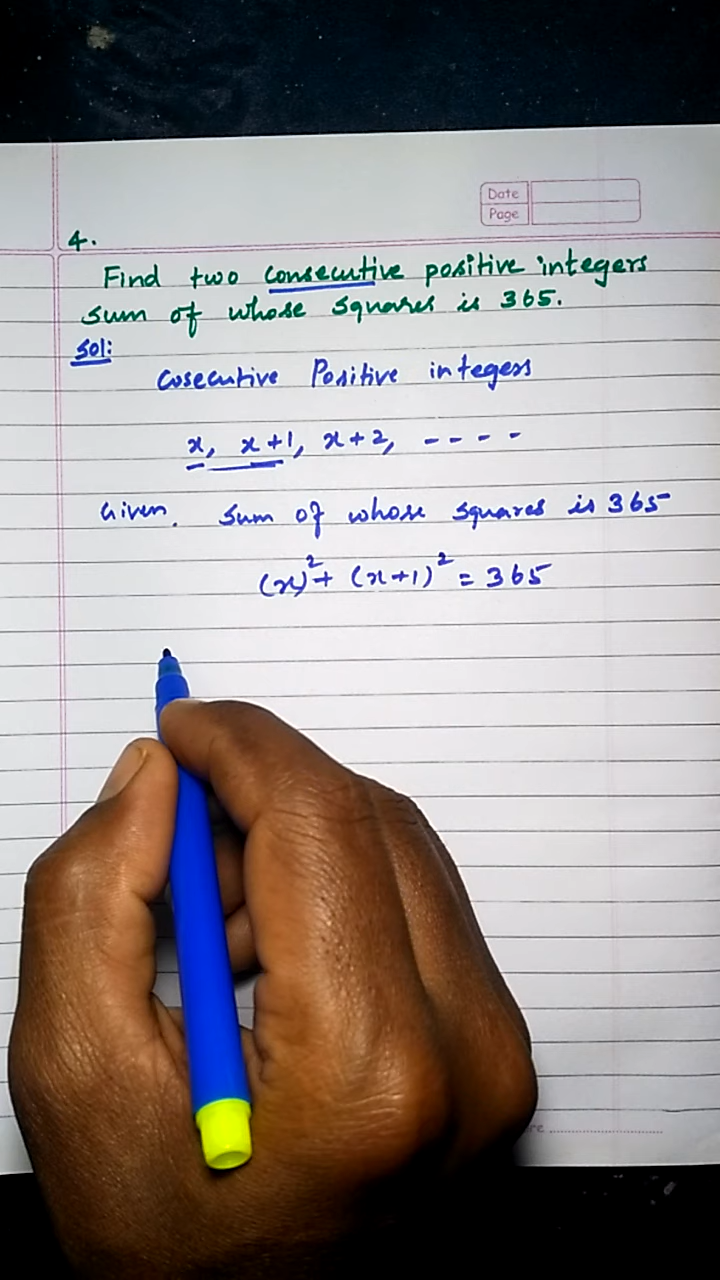 Date
Page
4.
Find two consecutive positive integers
sum of whose squares is 365.
Sol:
Cosecutive Positive integers
x, x+1, x+2, ----
Given, sum of whose squares is 365
(x)²+ (x+1)² = 365